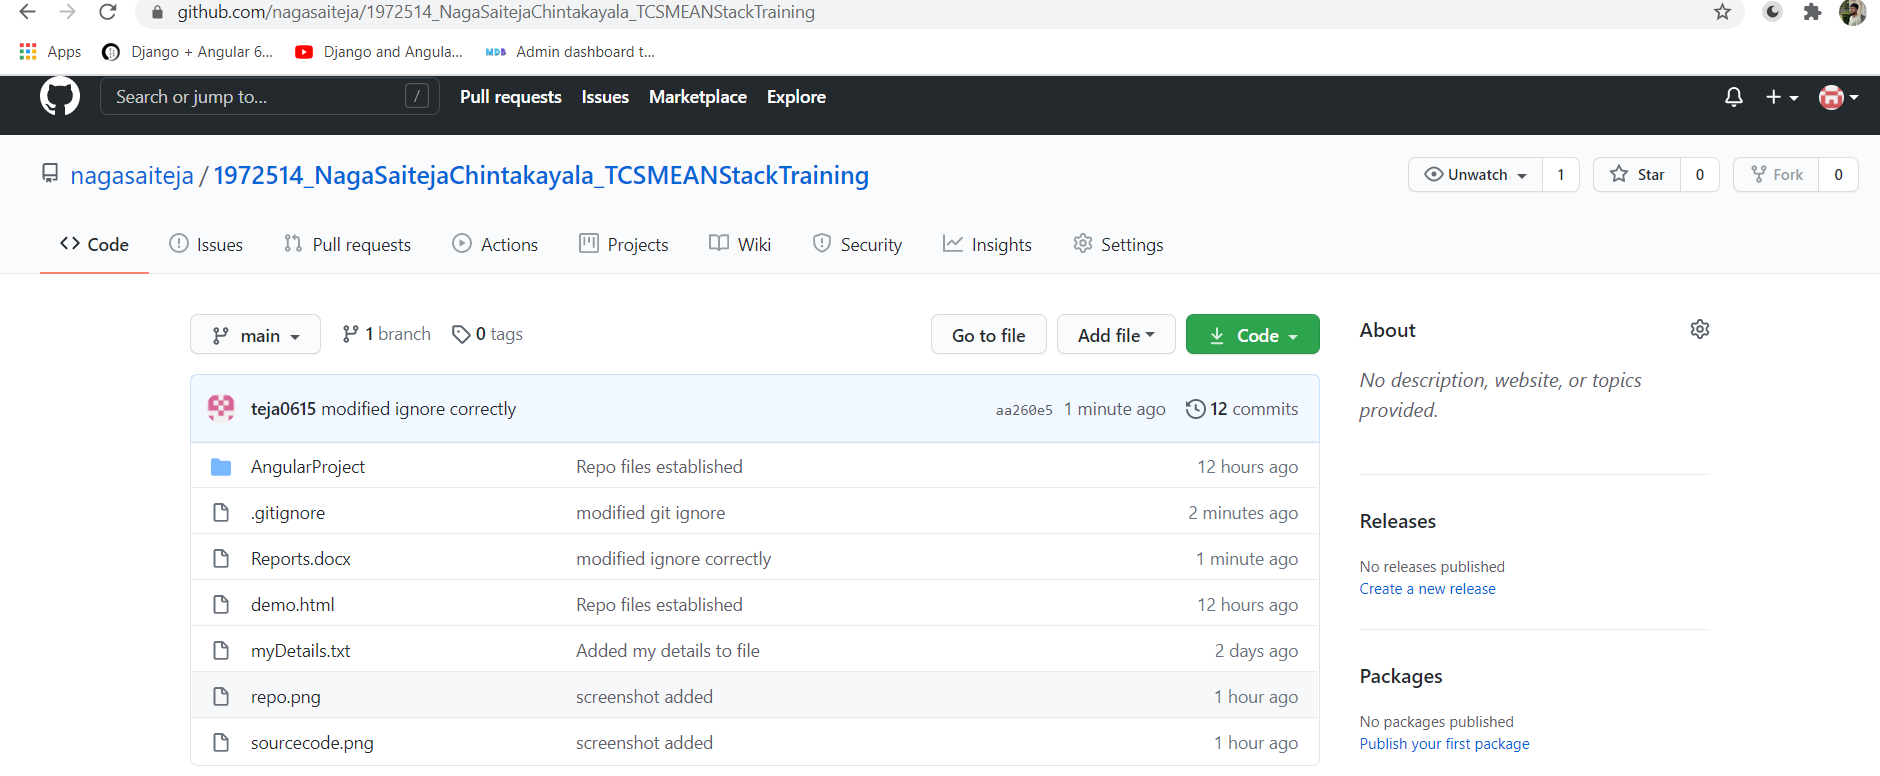 github.com/nagasaiteja/1972514_NagaSaitejaChintakayala_TCSMEANStackTraining
Apps Django + Angular 6... Django and Angula... MDB Admin dashboard t...
Search or jump to... / Pull requests Issues Marketplace Explore
nagasaiteja / 1972514_NagaSaitejaChintakayala_TCSMEANStackTraining Unwatch 1 Star 0 Fork 0
Code Issues Pull requests Actions Projects Wiki Security Insights Settings
main 1 branch 0 tags Go to file Add file Code
teja0615 modified ignore correctly aa260e5 1 minute ago 12 commits
AngularProject Repo files established 12 hours ago
.gitignore modified git ignore 2 minutes ago
Reports.docx modified ignore correctly 1 minute ago
demo.html Repo files established 12 hours ago
myDetails.txt Added my details to file 2 days ago
repo.png screenshot added 1 hour ago
sourcecode.png screenshot added 1 hour ago
About
No description, website, or topics
provided.
Releases
No releases published
Create a new release
Packages
No packages published
Publish your first package